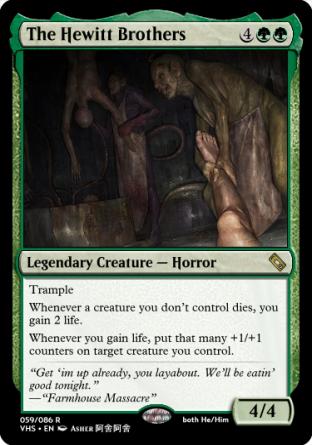 The Hewitt Brothers 4
Legendary Creature — Horror
Trample
Whenever a creature you don't control dies, you
gain 2 life.
Whenever you gain life, put that many +1/+1
counters on target creature you control.
“Get ‘im up already, you layabout. We’ll be eatin’
good tonight.”
—“Farmhouse Massacre”
4/4
059/086 R both He/Him
VHS • EN ASHER 阿舍阿舍